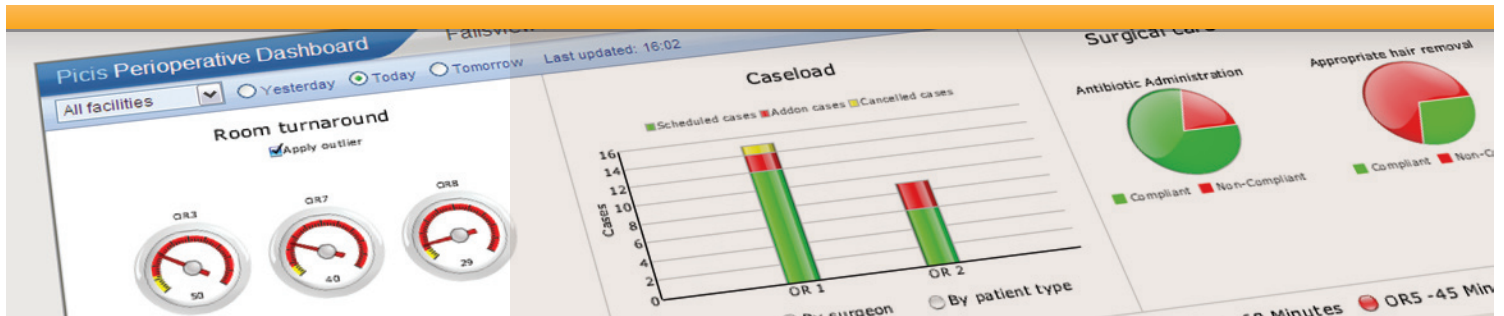 Picis Perioperative Dashboard
All facilities
Yesterday
Today
Tomorrow
Last updated: 16:02
Room turnaround
Apply outlier
OR3
OR7
OR8
50
40
29
Caseload
Scheduled cases
Addon cases
Cancelled cases
Cases
16
14
12
10
8
6
4
2
0
OR 1
OR 2
By surgeon
By patient type
Surgical Care
Antibiotic Administration
Appropriate hair removal
Compliant
Non-Compliant
Compliant
Minutes
OR5 -45 Min